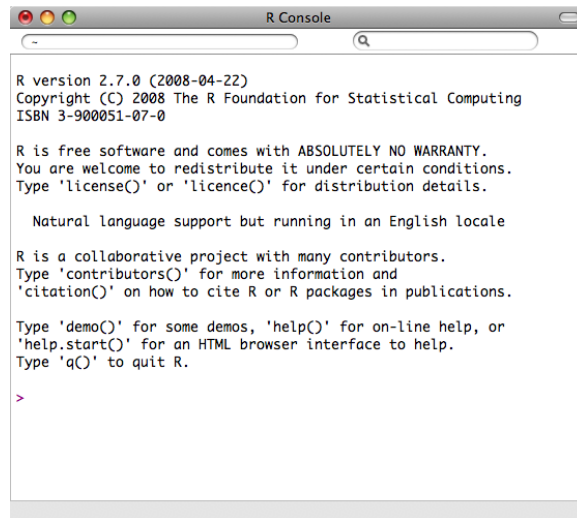 R Console
~
R version 2.7.0 (2008-04-22)
Copyright (C) 2008 The R Foundation for Statistical Computing
ISBN 3-900051-07-0
R is free software and comes with ABSOLUTELY NO WARRANTY.
You are welcome to redistribute it under certain conditions.
Type 'license()' or 'licence()' for distribution details.
Natural language support but running in an English locale
R is a collaborative project with many contributors.
Type 'contributors()' for more information and
'citation()' on how to cite R or R packages in publications.
Type 'demo()' for some demos, 'help()' for on-line help, or
'help.start()' for an HTML browser interface to help.
Type 'q()' to quit R.
>